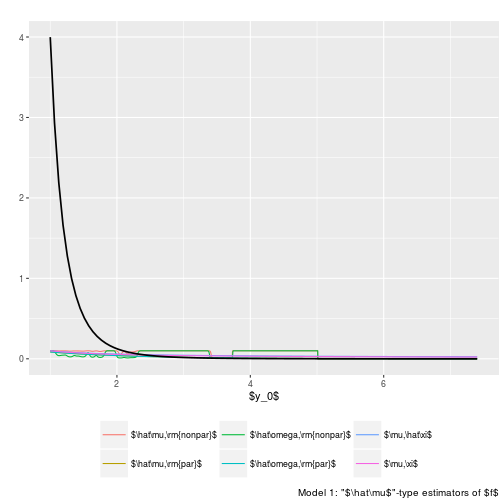 4
3
2
1
0
2 4 6
$y_0$
$\hat\mu,\rm{nonpar}$ $\hat\omega,\rm{nonpar}$ $\mu,\hat\xi$
$\hat\mu,\rm{par}$ $\hat\omega,\rm{par}$ $\mu,\xi$
Model 1: "$\hat\mu$"-type estimators of $f$